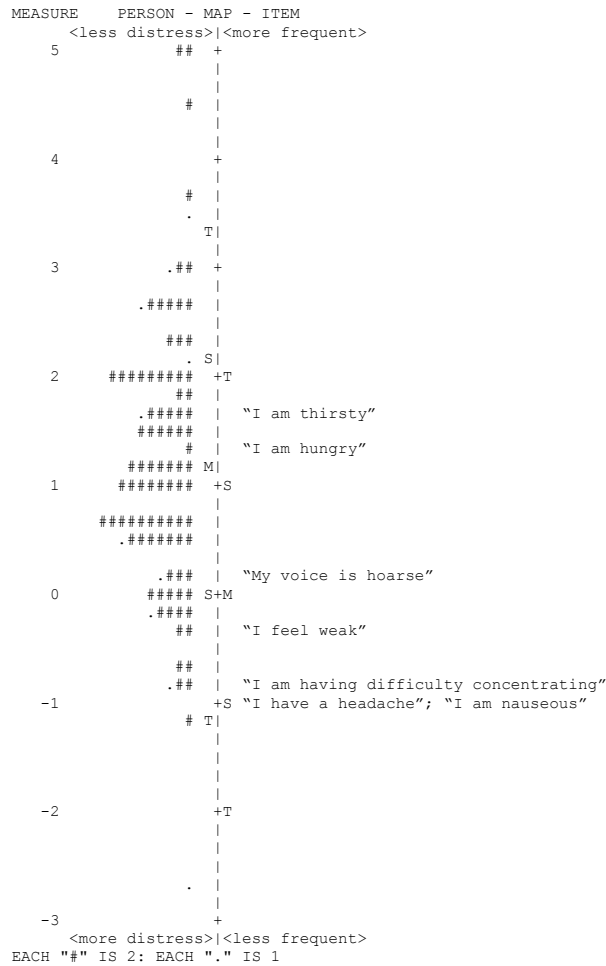 MEASURE    PERSON - MAP - ITEM
      <less distress>|<more frequent>
    5            ##  +
                     |
                     |
                  #  |
                     |
                     |
    4                +
                     |
                  #  |
                  .  |
                    T|
                     |
    3           .##  +
                     |
             .#####  |
                     |
                ###  |
                  . S|
    2     #########  +T
                 ##  |
             .#####  |  “I am thirsty”
             ######  |
                  #  |  “I am hungry”
            ####### M|
    1      ########  +S
                     |
         ##########  |
           .#######  |
                     |
               .###  |  “My voice is hoarse”
    0         ##### S+M
              .####  |
                 ##  |  “I feel weak”
                     |
                 ##  |
                .##  |  “I am having difficulty concentrating”
   -1                +S “I have a headache”; “I am nauseous”
                  # T|
                     |
                     |
                     |
                     |
   -2                +T
                     |
                     |
                     |
                  .  |
                     |
   -3                +
      <more distress>|<less frequent>
EACH "#" IS 2: EACH "." IS 1